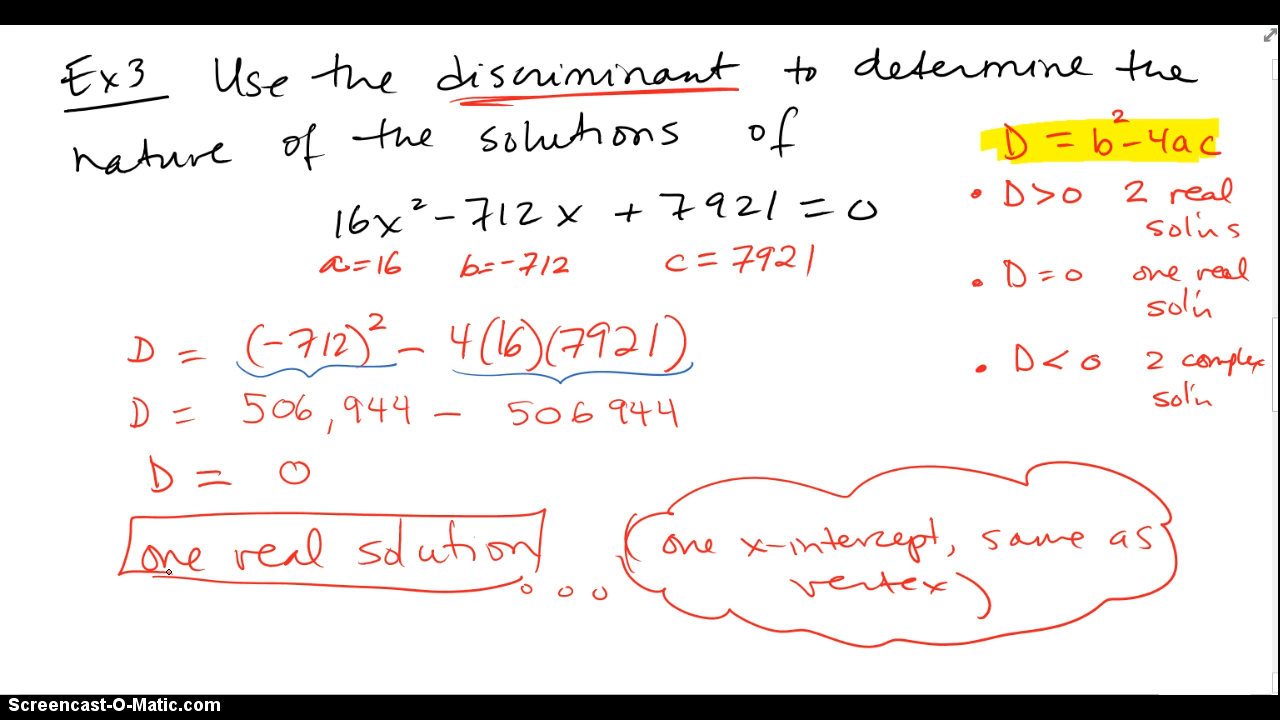 Ex3 Use the discriminant to determine the
nature of the solutions of
16x² - 712x + 7921 = 0
a=16 b=-712 c=7921
D = b² - 4ac
• D>0 2 real
soln's
• D=0 one real
soln
• D<0 2 complex
soln
D = (-712)² - 4(16)(7921)
D = 506,944 - 506944
D = 0
one real solution
(one x-intercept, same as
vertex)
Screencast-O-Matic.com